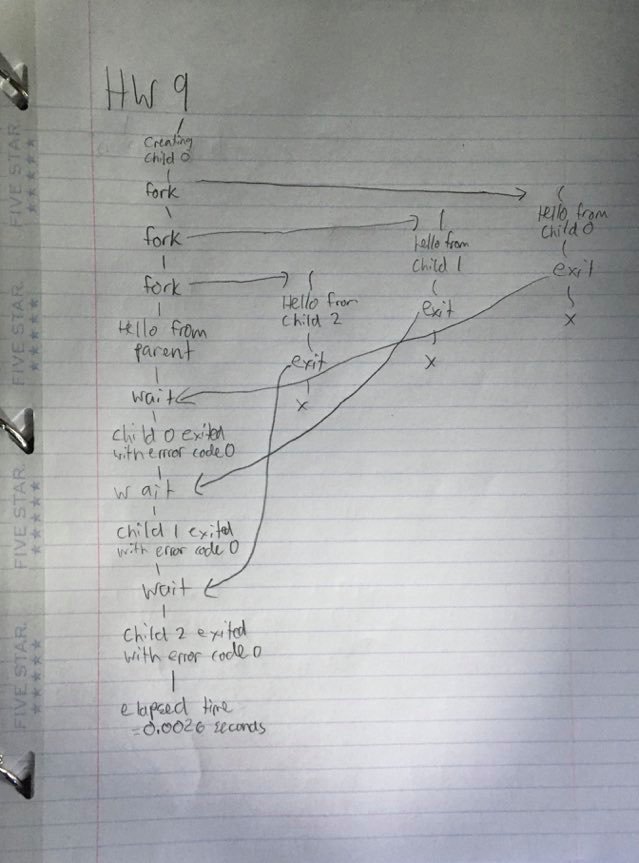 HW 9
Creating
Child 0
fork
Hello from
Child 0
exit
x
fork
Hello from
Child 1
exit
x
fork
Hello from
Child 2
exit
x
Hello from
parent
wait
child 0 exited
with error code 0
wait
child 1 exited
with error code 0
wait
child 2 exited
with error code 0
elapsed time
=0.0026 seconds
FIVE STAR
FIVE STAR
FIVE STAR.
FIVE STAR.
FIVE STAR.